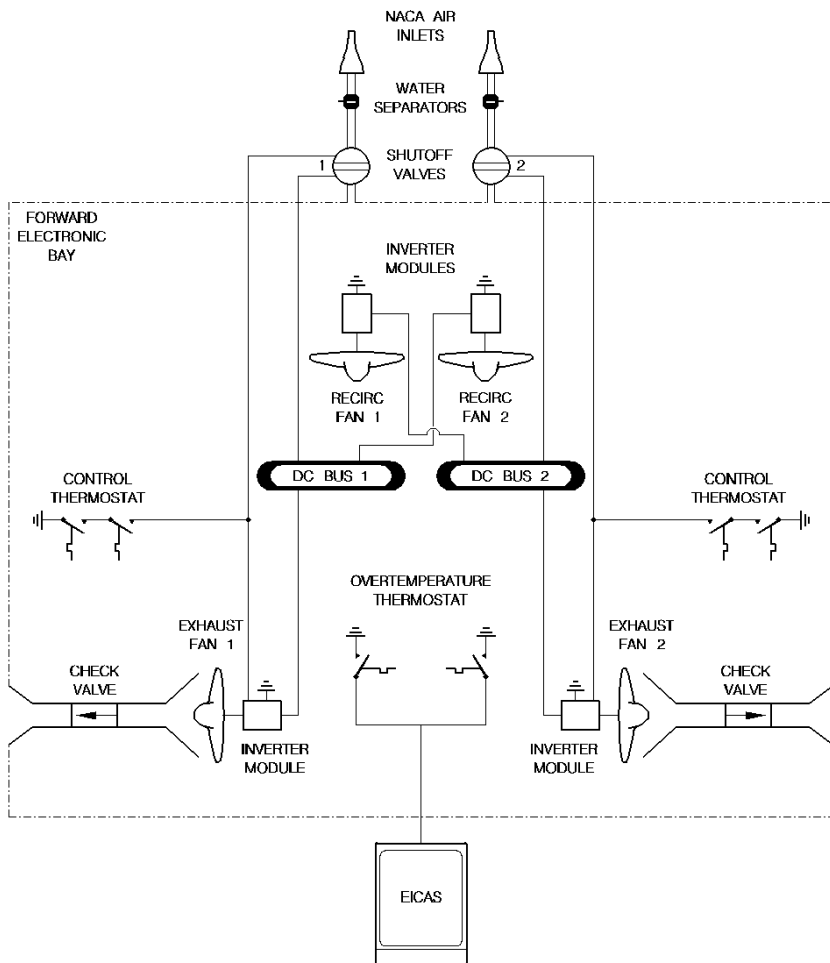 NACA AIR
INLETS
WATER
SEPARATORS
1
SHUTOFF
VALVES
2
FORWARD
ELECTRONIC
BAY
INVERTER
MODULES
RECIRC
FAN 1
RECIRC
FAN 2
CONTROL
THERMOSTAT
DC BUS 1
DC BUS 2
CONTROL
THERMOSTAT
OVERTEMPERATURE
THERMOSTAT
EXHAUST
FAN 1
EXHAUST
FAN 2
CHECK
VALVE
CHECK
VALVE
INVERTER
MODULE
INVERTER
MODULE
EICAS